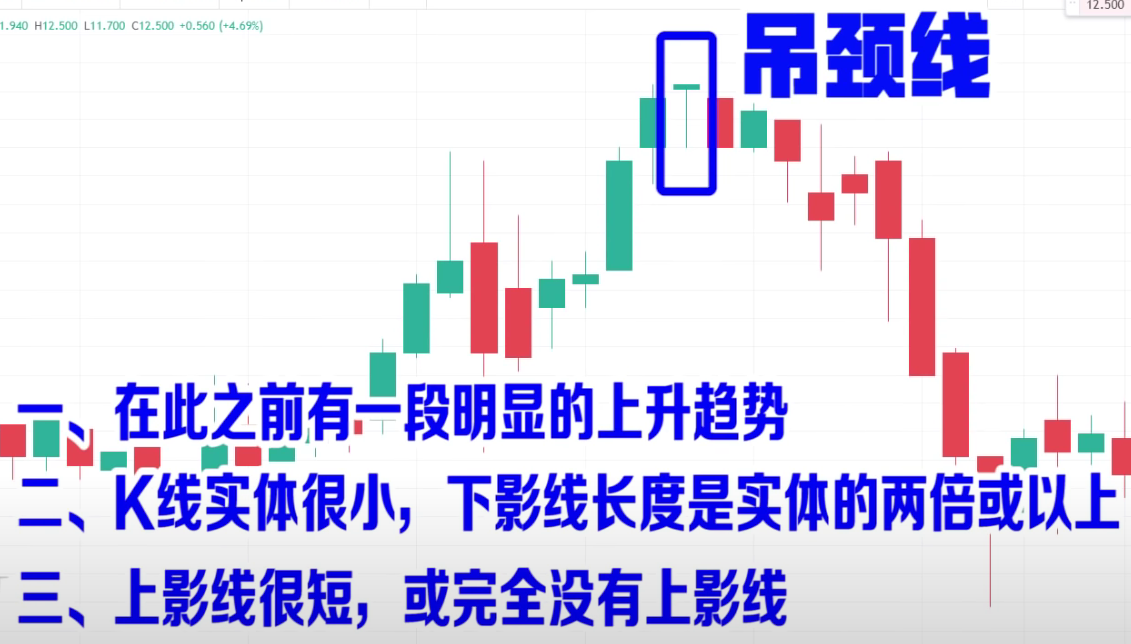 1.940 H12.500 L11.700 C12.500 +0.560 (+4.69%)
12.500
吊颈线
一、在此之前有一段明显的上升趋势
二、K线实体很小，下影线长度是实体的两倍或以上
三、上影线很短，或完全没有上影线